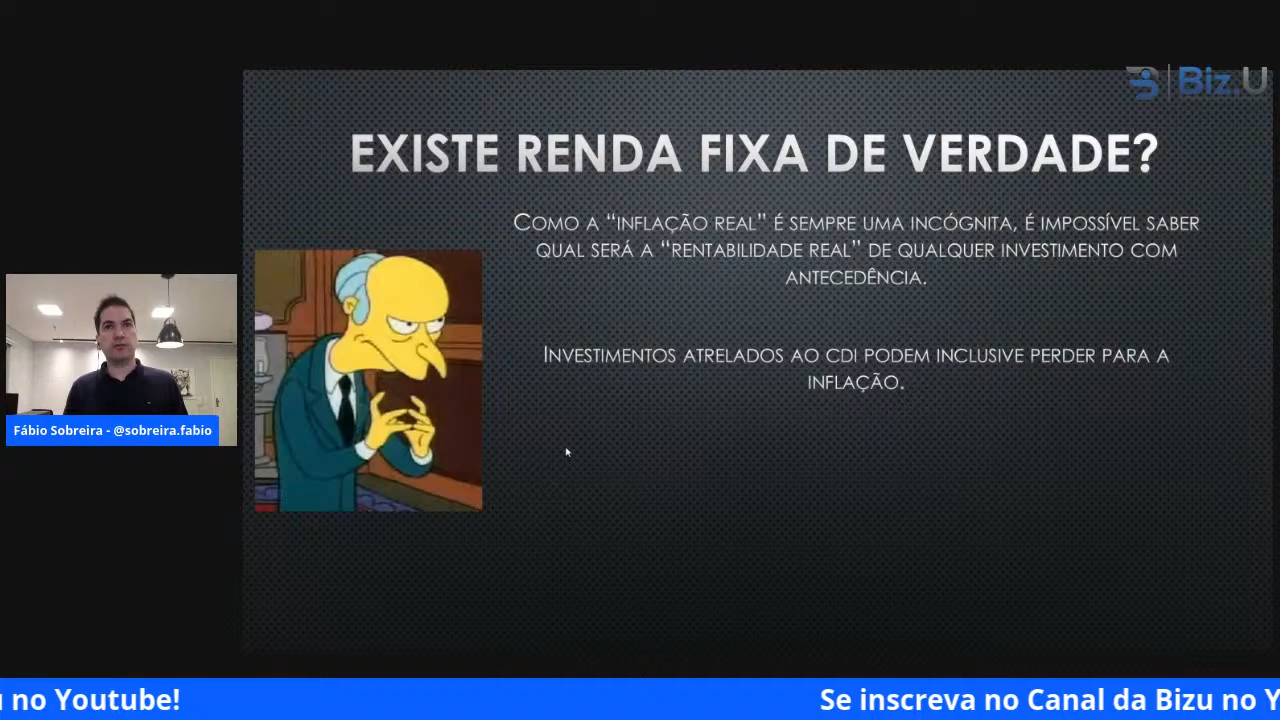 Biz.U
EXISTE RENDA FIXA DE VERDADE?
COMO A “INFLAÇÃO REAL” É SEMPRE UMA INCÓGNITA, É IMPOSSÍVEL SABER
QUAL SERÁ A “RENTABILIDADE REAL” DE QUALQUER INVESTIMENTO COM
ANTECEDÊNCIA.
INVESTIMENTOS ATRELADOS AO CDI PODEM INCLUSIVE PERDER PARA A
INFLAÇÃO.
Fábio Sobreira - @sobreira.fabio
u no Youtube!
Se inscreva no Canal da Bizu no Y